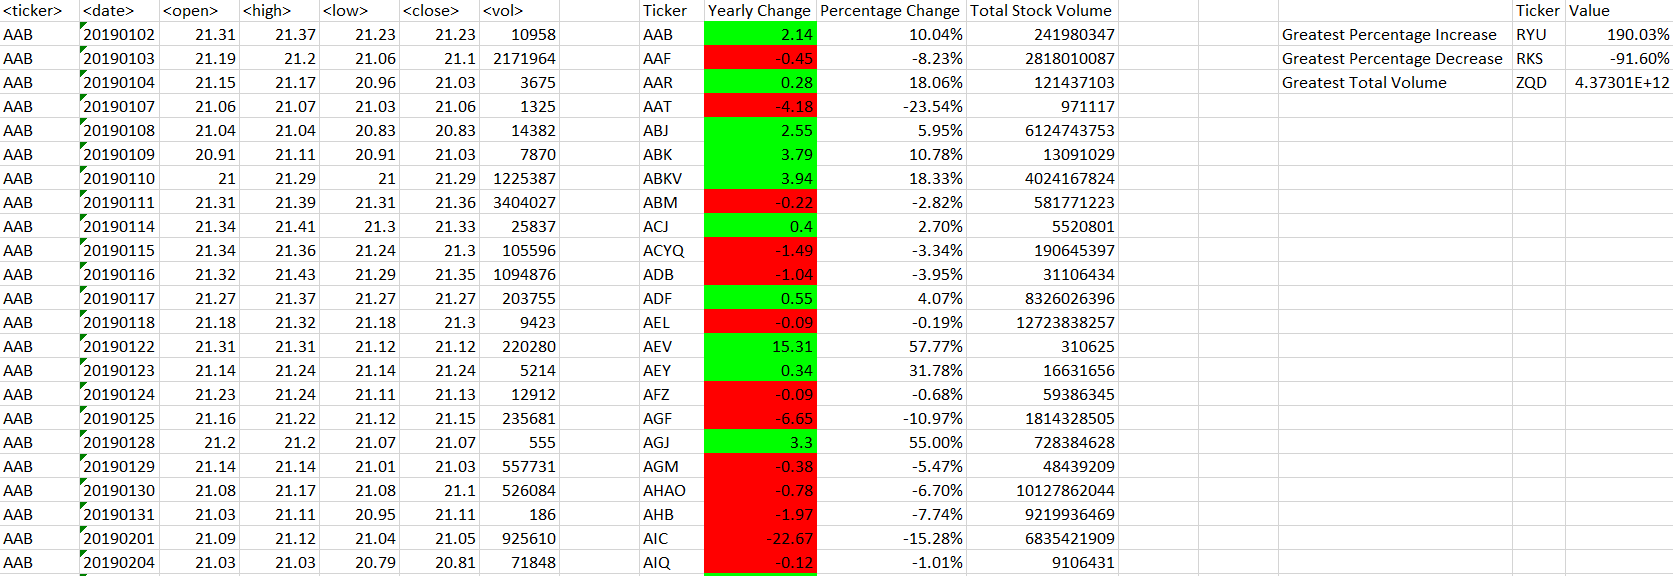 <ticker> <date> <open> <high> <low> <close> <vol> Ticker Yearly Change Percentage Change Total Stock Volume Ticker Value
AAB 20190102 21.31 21.37 21.23 21.23 10958 AAB 2.14 10.04% 241980347 Greatest Percentage Increase RYU 190.03%
AAB 20190103 21.19 21.2 21.06 21.1 2171964 AAF -0.45 -8.23% 2818010087 Greatest Percentage Decrease RKS -91.60%
AAB 20190104 21.15 21.17 20.96 21.03 3675 AAR 0.28 18.06% 121437103 Greatest Total Volume ZQD 4.37301E+12
AAB 20190107 21.06 21.07 21.03 21.06 1325 AAT -4.18 -23.54% 971117
AAB 20190108 21.04 21.04 20.83 20.83 14382 ABJ 2.55 5.95% 6124743753
AAB 20190109 20.91 21.11 20.91 21.03 7870 ABK 3.79 10.78% 13091029
AAB 20190110 21 21.29 21 21.29 1225387 ABKV 3.94 18.33% 4024167824
AAB 20190111 21.31 21.39 21.31 21.36 3404027 ABM -0.22 -2.82% 581771223
AAB 20190114 21.34 21.41 21.3 21.33 25837 ACJ 0.4 2.70% 5520801
AAB 20190115 21.34 21.36 21.24 21.3 105596 ACYQ -1.49 -3.34% 190645397
AAB 20190116 21.32 21.43 21.29 21.35 1094876 ADB -1.04 -3.95% 31106434
AAB 20190117 21.27 21.37 21.27 21.27 203755 ADF 0.55 4.07% 8326026396
AAB 20190118 21.18 21.32 21.18 21.3 9423 AEL -0.09 -0.19% 12723838257
AAB 20190122 21.31 21.31 21.12 21.12 220280 AEV 15.31 57.77% 310625
AAB 20190123 21.14 21.24 21.14 21.24 5214 AEY 0.34 31.78% 16631656
AAB 20190124 21.23 21.24 21.11 21.13 12912 AFZ -0.09 -0.68% 59386345
AAB 20190125 21.16 21.22 21.12 21.15 235681 AGF -6.65 -10.97% 1814328505
AAB 20190128 21.2 21.2 21.07 21.07 555 AGJ 3.3 55.00% 728384628
AAB 20190129 21.14 21.14 21.01 21.03 557731 AGM -0.38 -5.47% 48439209
AAB 20190130 21.08 21.17 21.08 21.1 526084 AHAO -0.78 -6.70% 10127862044
AAB 20190131 21.03 21.11 20.95 21.11 186 AHB -1.97 -7.74% 9219936469
AAB 20190201 21.09 21.12 21.04 21.05 925610 AIC -22.67 -15.28% 6835421909
AAB 20190204 21.03 21.03 20.79 20.81 71848 AIQ -0.12 -1.01% 9106431